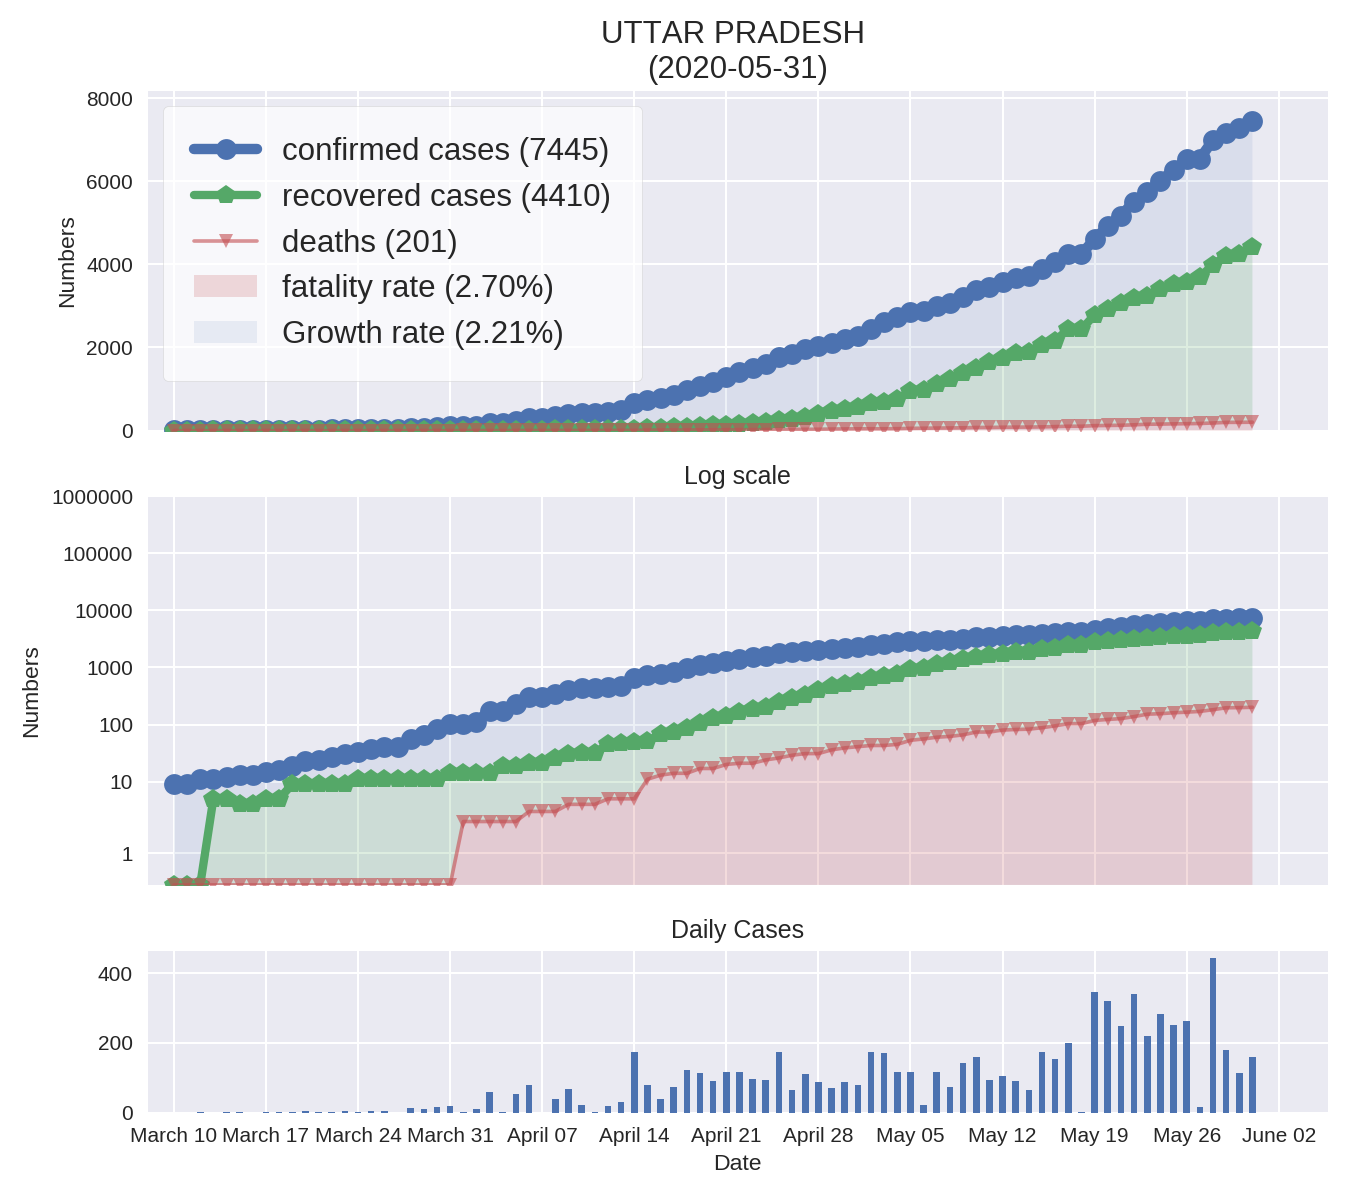 UTTAR PRADESH
(2020-05-31)
8000
6000
4000
2000
0
Numbers
confirmed cases (7445)
recovered cases (4410)
deaths (201)
fatality rate (2.70%)
Growth rate (2.21%)
Log scale
1000000
100000
10000
1000
100
10
1
Numbers
Daily Cases
400
200
0
March 10 March 17 March 24 March 31 April 07 April 14 April 21 April 28 May 05 May 12 May 19 May 26 June 02
Date